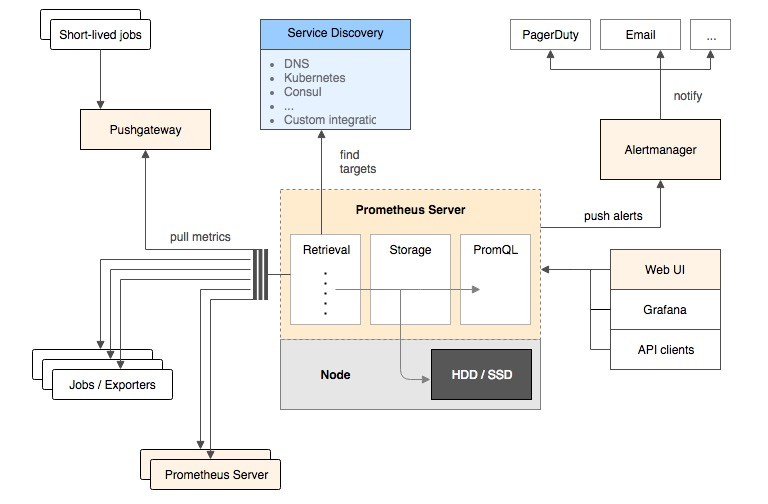 Short-lived jobs
Pushgateway
Service Discovery
• DNS
• Kubernetes
• Consul
• ...
• Custom integratic
find
targets
PagerDuty
Email
...
notify
Alertmanager
push alerts
pull metrics
Prometheus Server
Retrieval
Storage
PromQL
Node
HDD / SSD
Web UI
Grafana
API clients
Jobs / Exporters
Prometheus Server